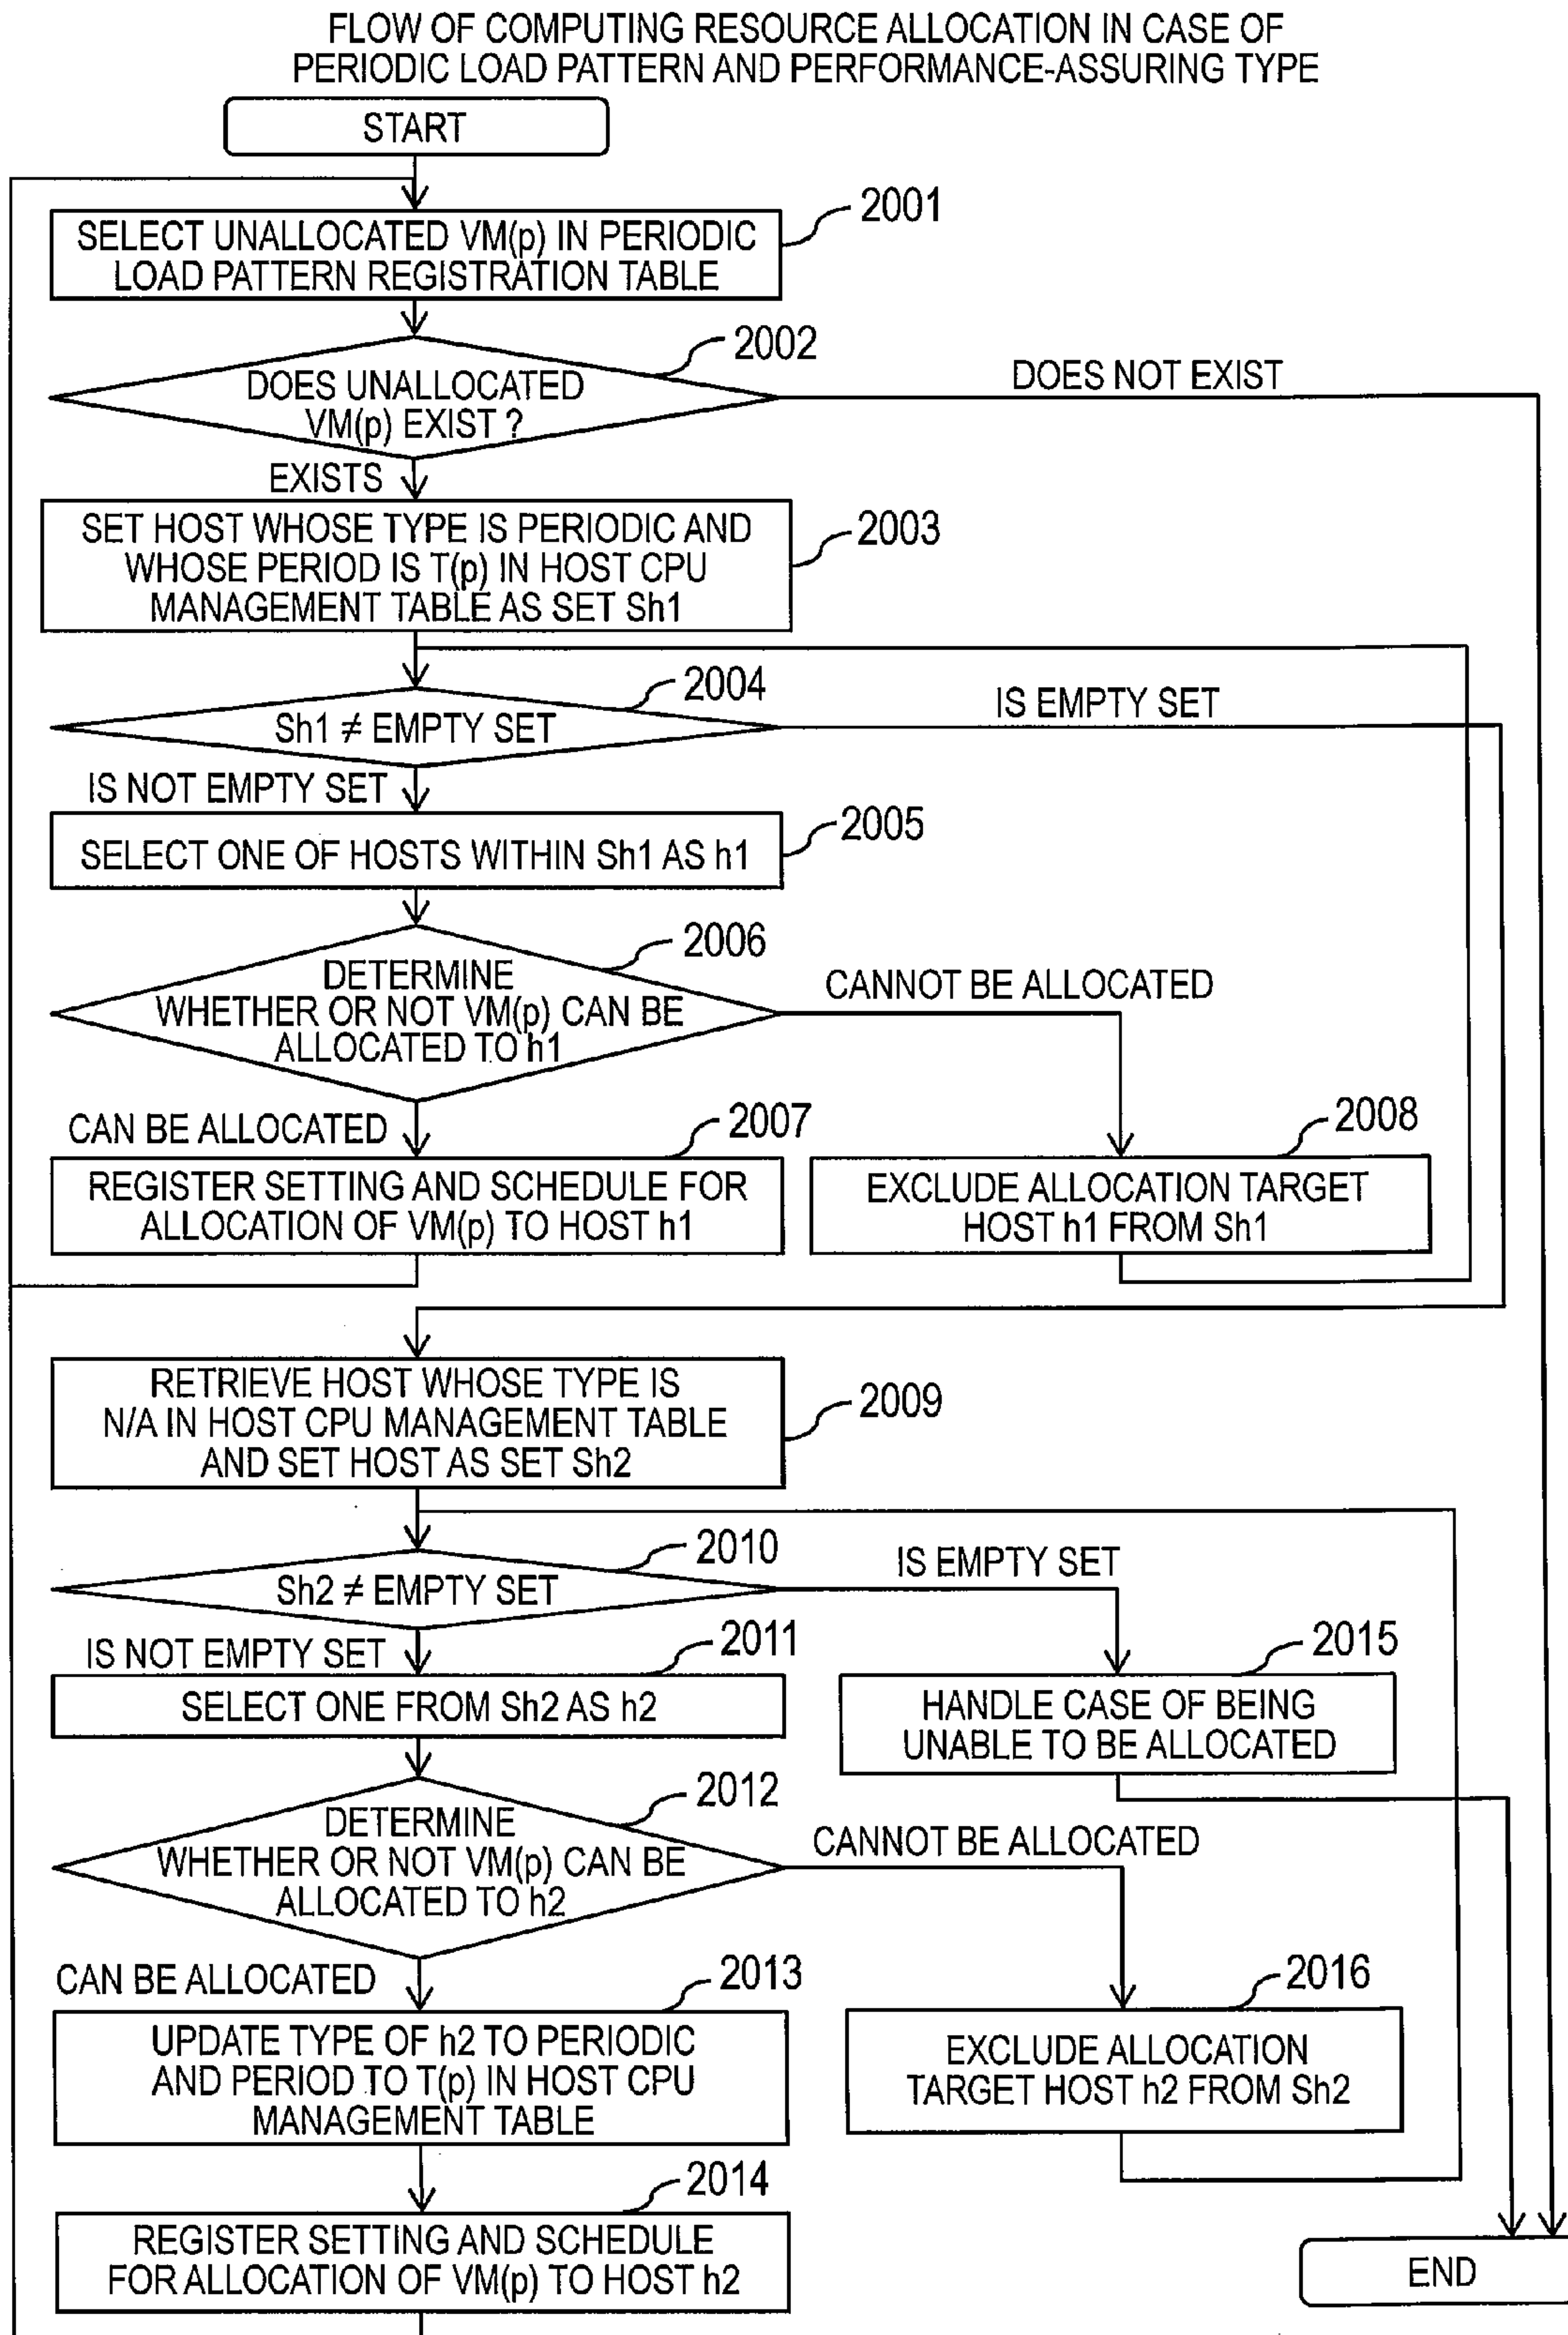 FLOW OF COMPUTING RESOURCE ALLOCATION IN CASE OF
PERIODIC LOAD PATTERN AND PERFORMANCE-ASSURING TYPE
START
2001
SELECT UNALLOCATED VM(p) IN PERIODIC
LOAD PATTERN REGISTRATION TABLE
2002
DOES UNALLOCATED
VM(p) EXIST ?
DOES NOT EXIST
EXISTS
2003
SET HOST WHOSE TYPE IS PERIODIC AND
WHOSE PERIOD IS T(p) IN HOST CPU
MANAGEMENT TABLE AS SET Sh1
2004
Sh1 ≠ EMPTY SET
IS EMPTY SET
IS NOT EMPTY SET
2005
SELECT ONE OF HOSTS WITHIN Sh1 AS h1
2006
DETERMINE
WHETHER OR NOT VM(p) CAN BE
ALLOCATED TO h1
CANNOT BE ALLOCATED
CAN BE ALLOCATED
2007
REGISTER SETTING AND SCHEDULE FOR
ALLOCATION OF VM(p) TO HOST h1
2008
EXCLUDE ALLOCATION TARGET
HOST h1 FROM Sh1
2009
RETRIEVE HOST WHOSE TYPE IS
N/A IN HOST CPU MANAGEMENT TABLE
AND SET HOST AS SET Sh2
2010
Sh2 ≠ EMPTY SET
IS EMPTY SET
IS NOT EMPTY SET
2011
SELECT ONE FROM Sh2 AS h2
2015
HANDLE CASE OF BEING
UNABLE TO BE ALLOCATED
2012
DETERMINE
WHETHER OR NOT VM(p) CAN BE
ALLOCATED TO h2
CANNOT BE ALLOCATED
CAN BE ALLOCATED
2013
UPDATE TYPE OF h2 TO PERIODIC
AND PERIOD TO T(p) IN HOST CPU
MANAGEMENT TABLE
2016
EXCLUDE ALLOCATION
TARGET HOST h2 FROM Sh2
2014
REGISTER SETTING AND SCHEDULE
FOR ALLOCATION OF VM(p) TO HOST h2
END